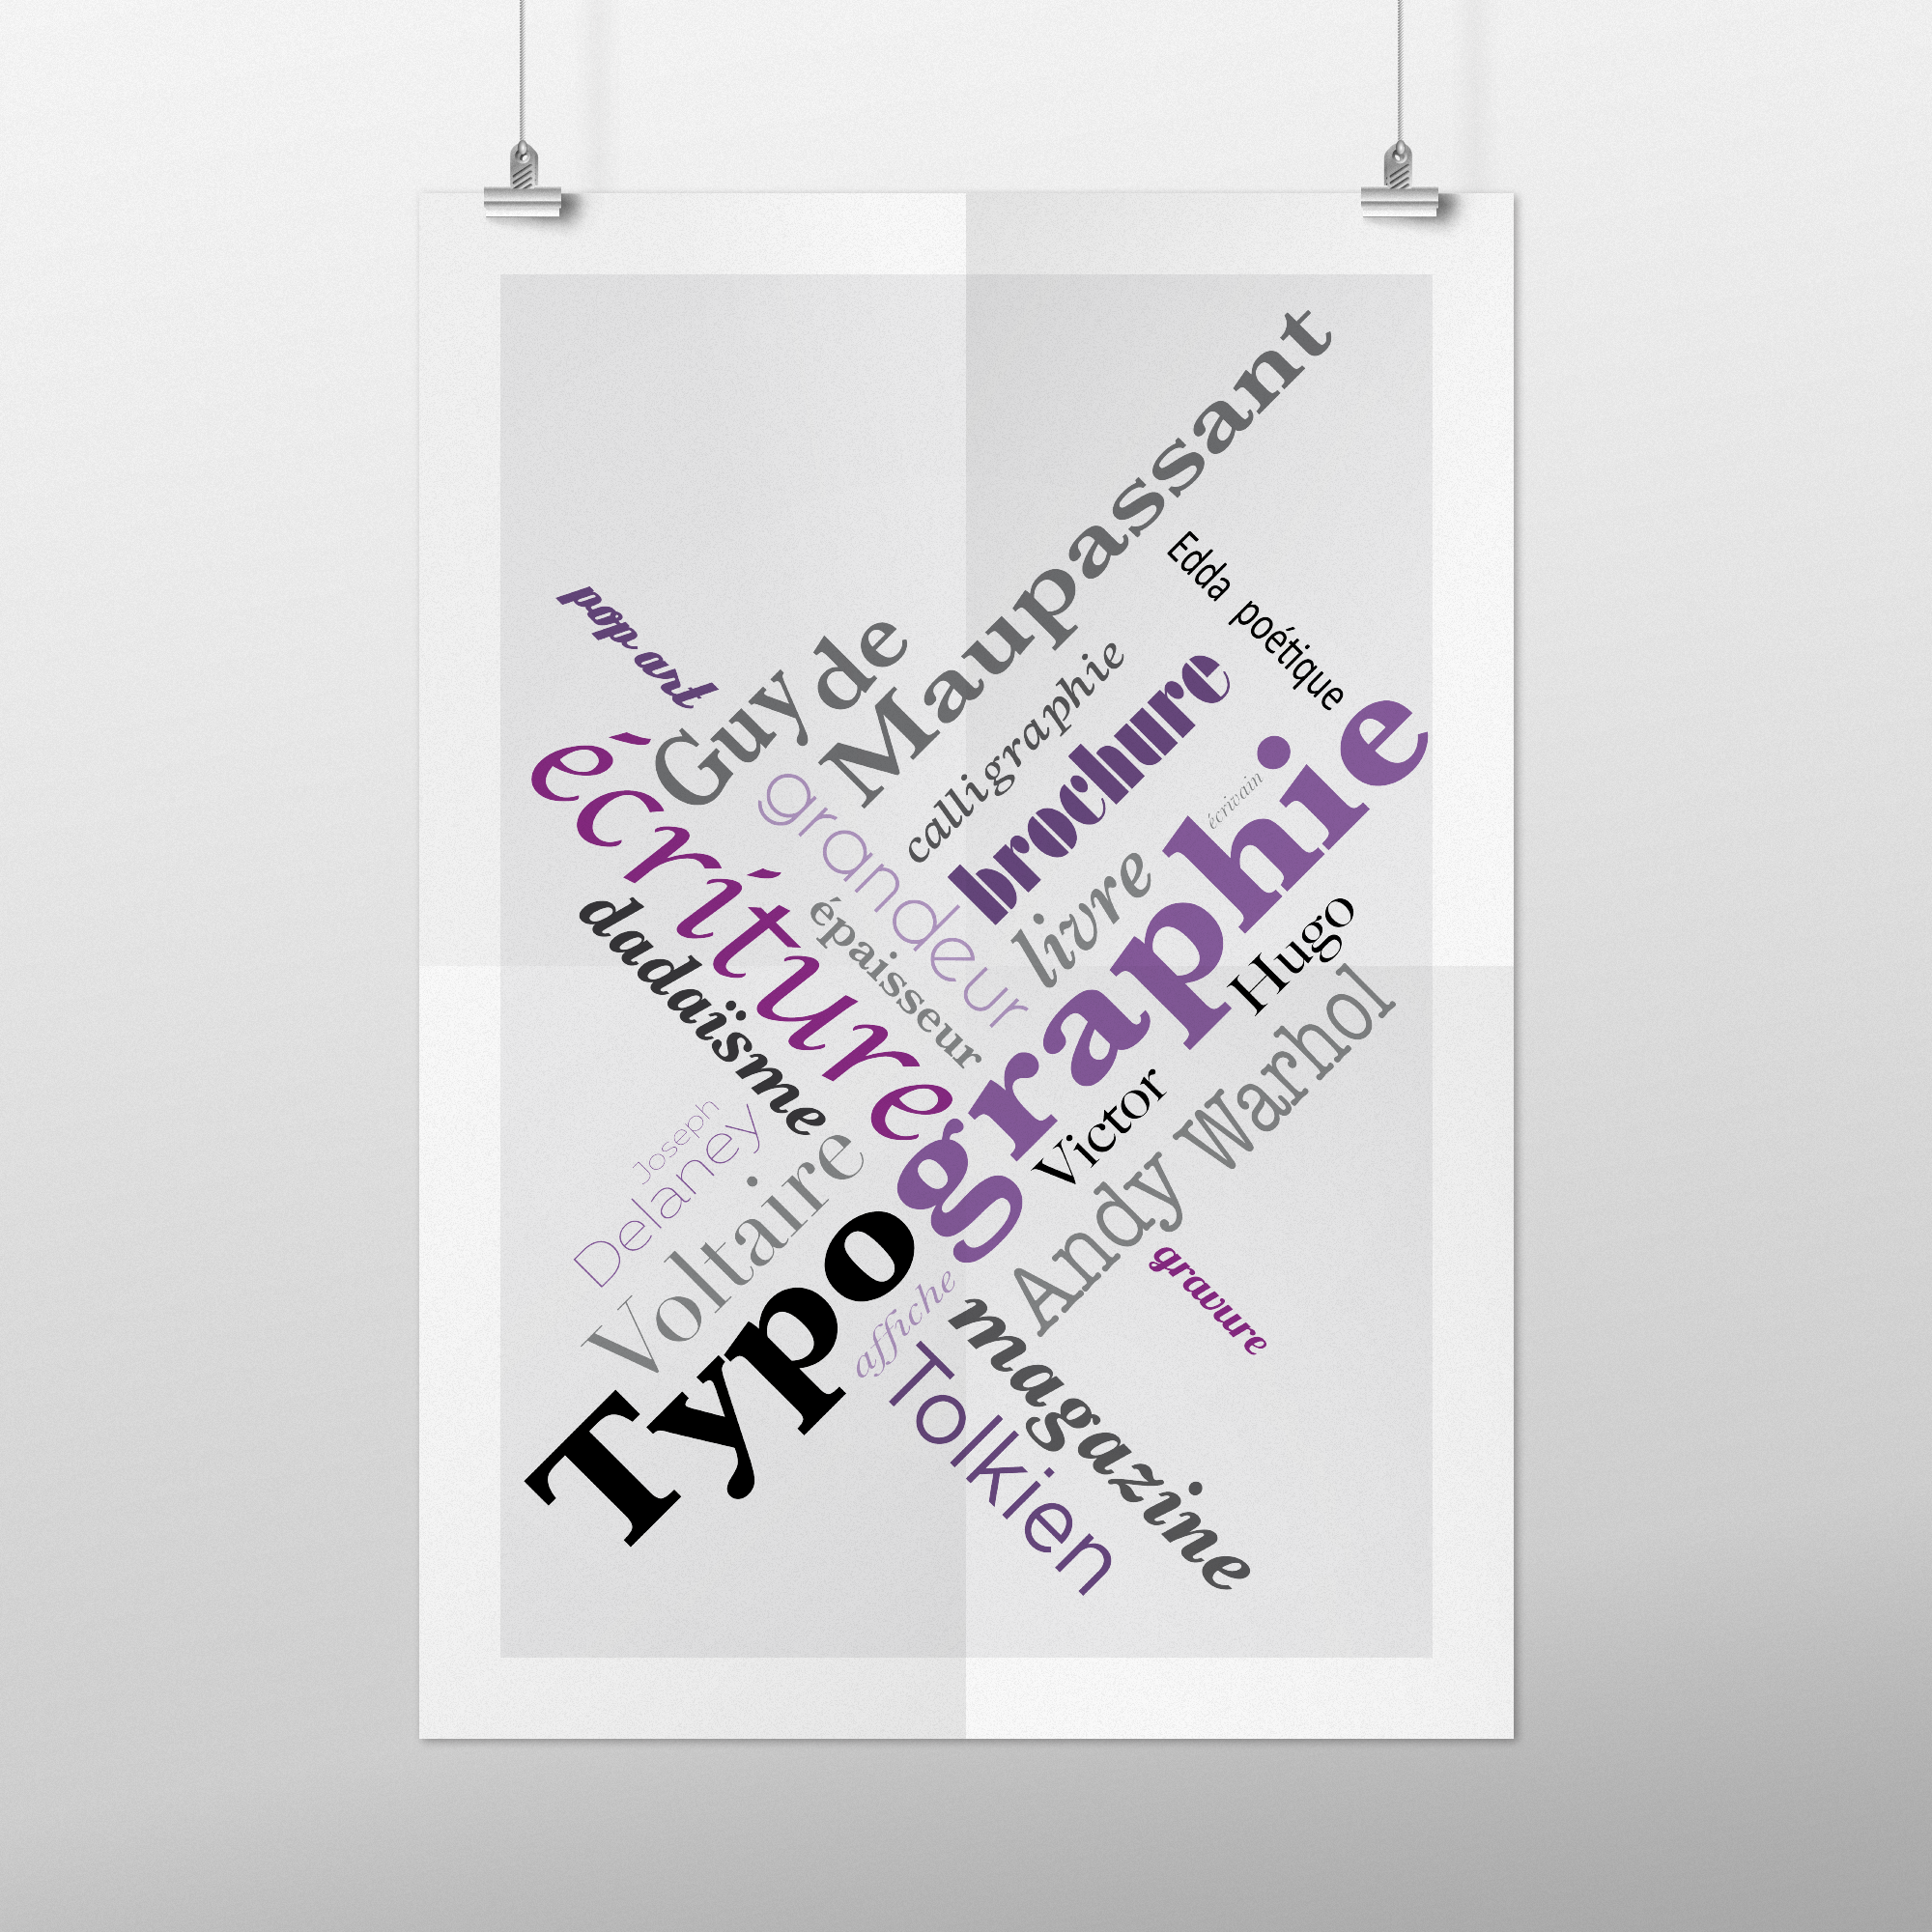 Guy de
Maupassant
pop art
Edda poétique
écriture
grandeur
calligraphie
brochure
écrivain
livre
épaisseur
dadaïsme
Typographie
Victor Hugo
Joseph
Delaney
Voltaire
Andy Warhol
gravure
affiche
magazine
Tolkien